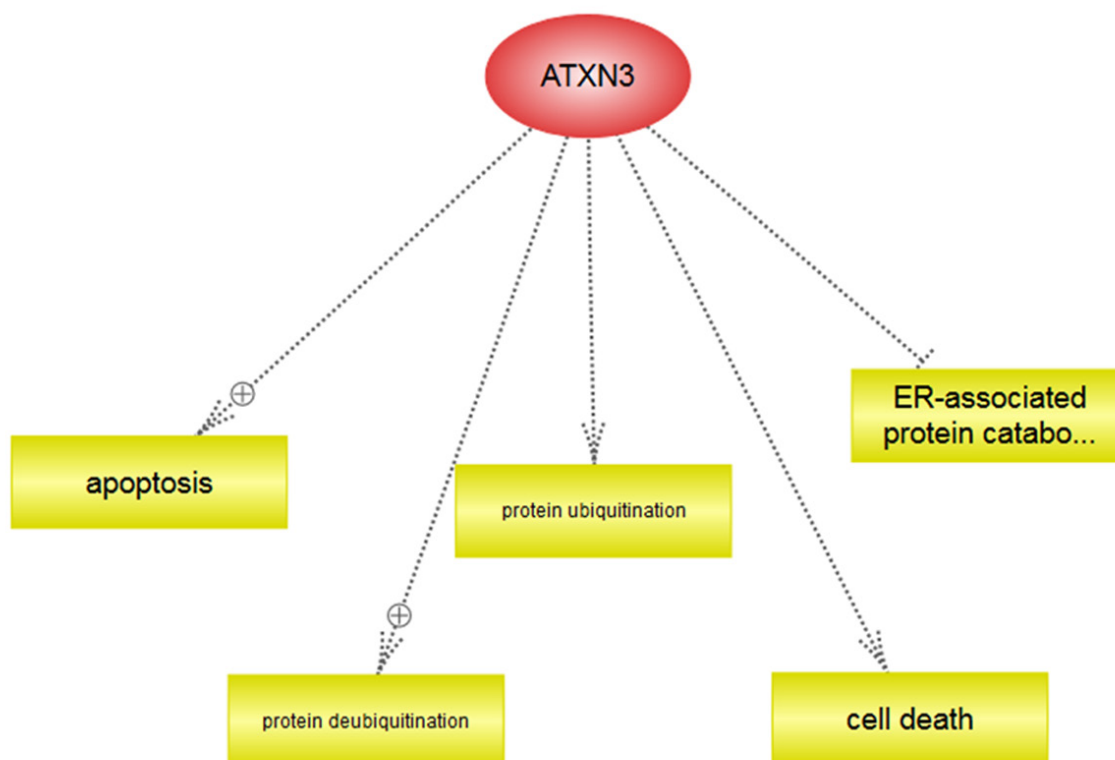 ATXN3
ER-associated
protein catabo...
apoptosis
protein ubiquitination
protein deubiquitination
cell death